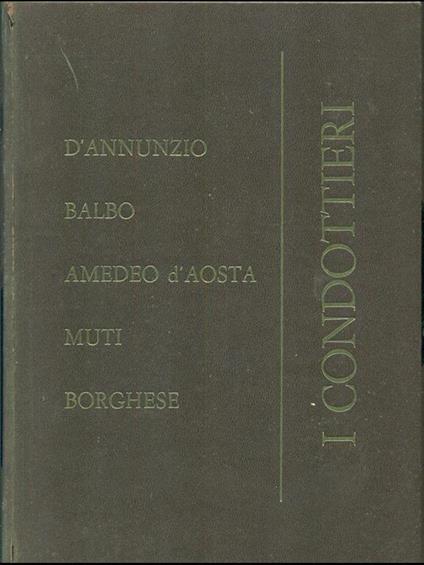 D'ANNUNZIO
BALBO
AMEDEO d'AOSTA
MUTI
BORGHESE
I CONDOTTIERI